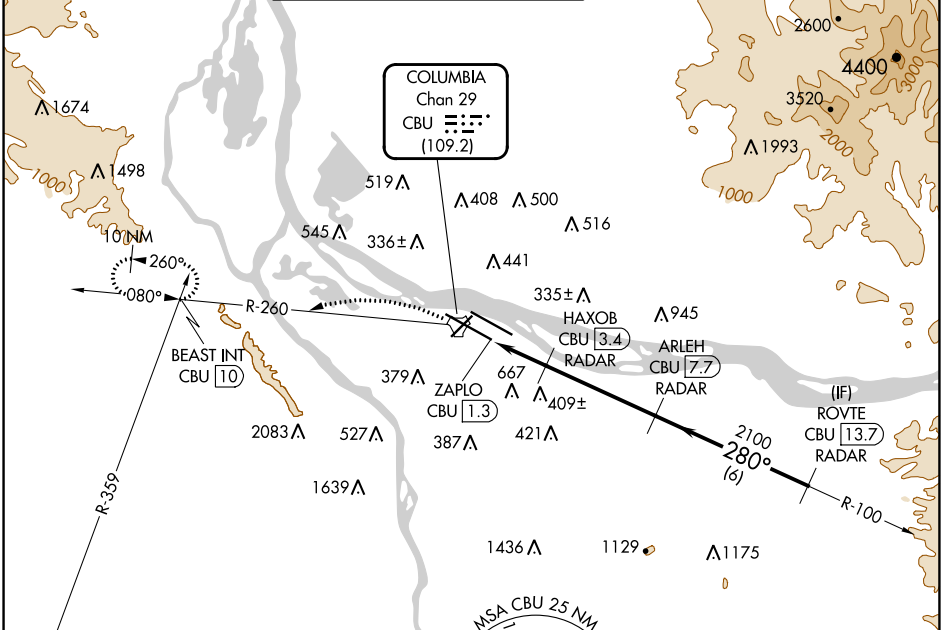 2600
4400
3000
3520
2000
1993
1000
1674
1498
1000
COLUMBIA
Chan 29
CBU
(109.2)
519
408
500
516
545
336±
441
335±
945
10 NM
260°
080°
R-260
BEAST INT
CBU 10
HAXOB
CBU 3.4
RADAR
ARLEH
CBU 7.7
RADAR
379
667
ZAPLO
CBU 1.3
409±
(IF)
ROVTE
CBU 13.7
RADAR
2083
527
387
421
2100
280°
(6)
R-100
1639
R-359
1436
1129
1175
MSA CBU 25 NM